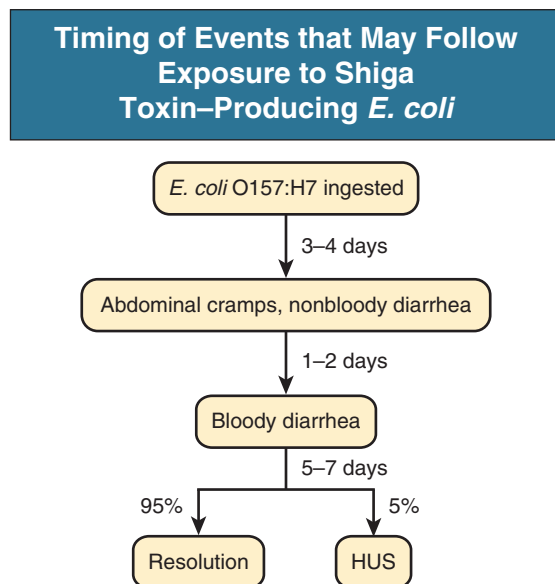 Timing of Events that May Follow
Exposure to Shiga
Toxin–Producing E. coli
E. coli O157:H7 ingested
3–4 days
Abdominal cramps, nonbloody diarrhea
1–2 days
Bloody diarrhea
5–7 days
95%
5%
Resolution
HUS